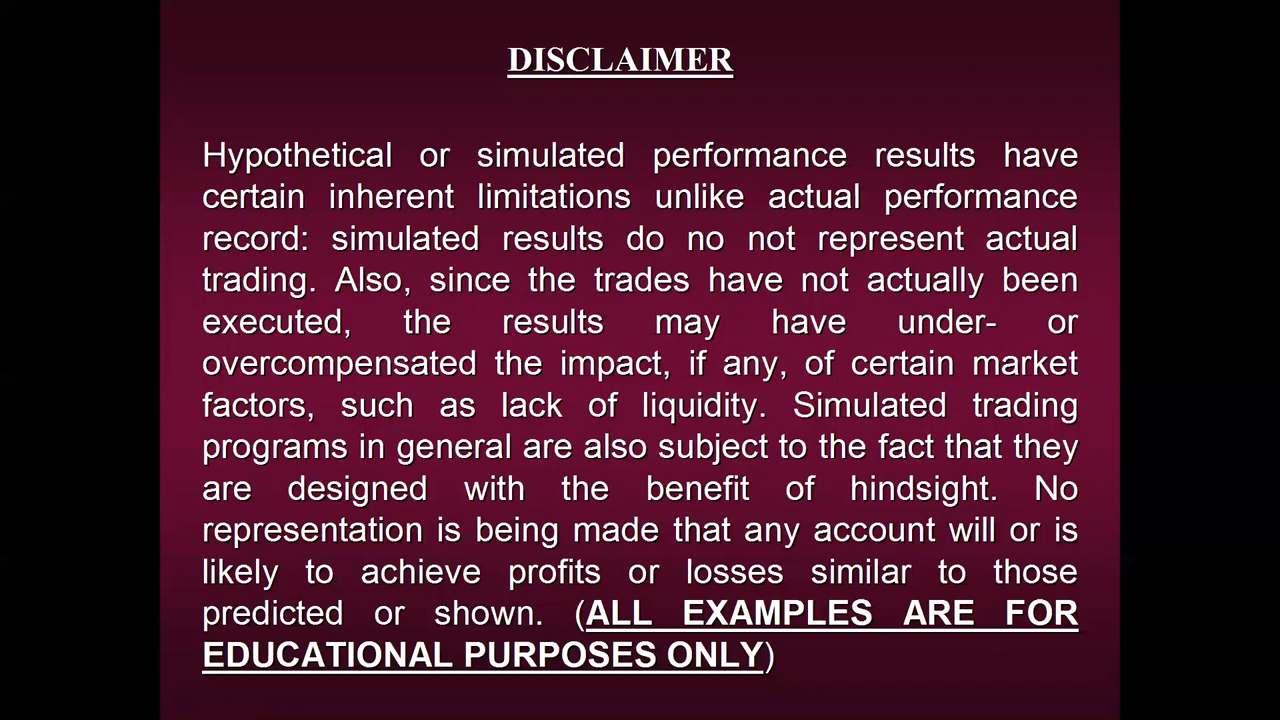 DISCLAIMER
Hypothetical or simulated performance results have
certain inherent limitations unlike actual performance
record: simulated results do no not represent actual
trading. Also, since the trades have not actually been
executed, the results may have under- or
overcompensated the impact, if any, of certain market
factors, such as lack of liquidity. Simulated trading
programs in general are also subject to the fact that they
are designed with the benefit of hindsight. No
representation is being made that any account will or is
likely to achieve profits or losses similar to those
predicted or shown. (ALL EXAMPLES ARE FOR
EDUCATIONAL PURPOSES ONLY)